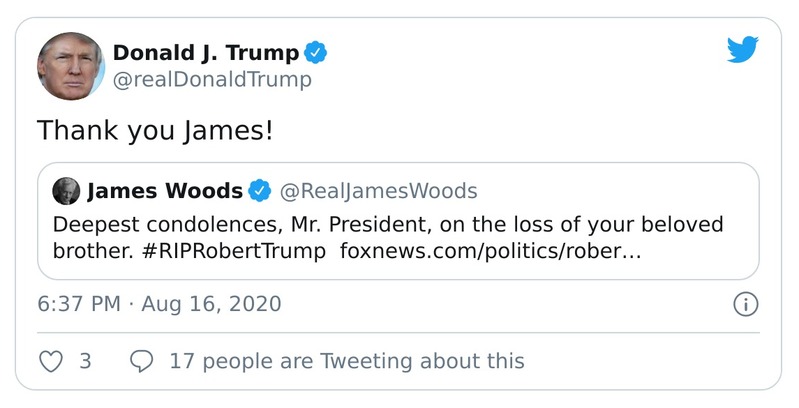 Donald J. Trump
@realDonaldTrump
Thank you James!
James Woods @RealJamesWoods
Deepest condolences, Mr. President, on the loss of your beloved
brother. #RIPRobertTrump foxnews.com/politics/rober…
6:37 PM · Aug 16, 2020
3 17 people are Tweeting about this